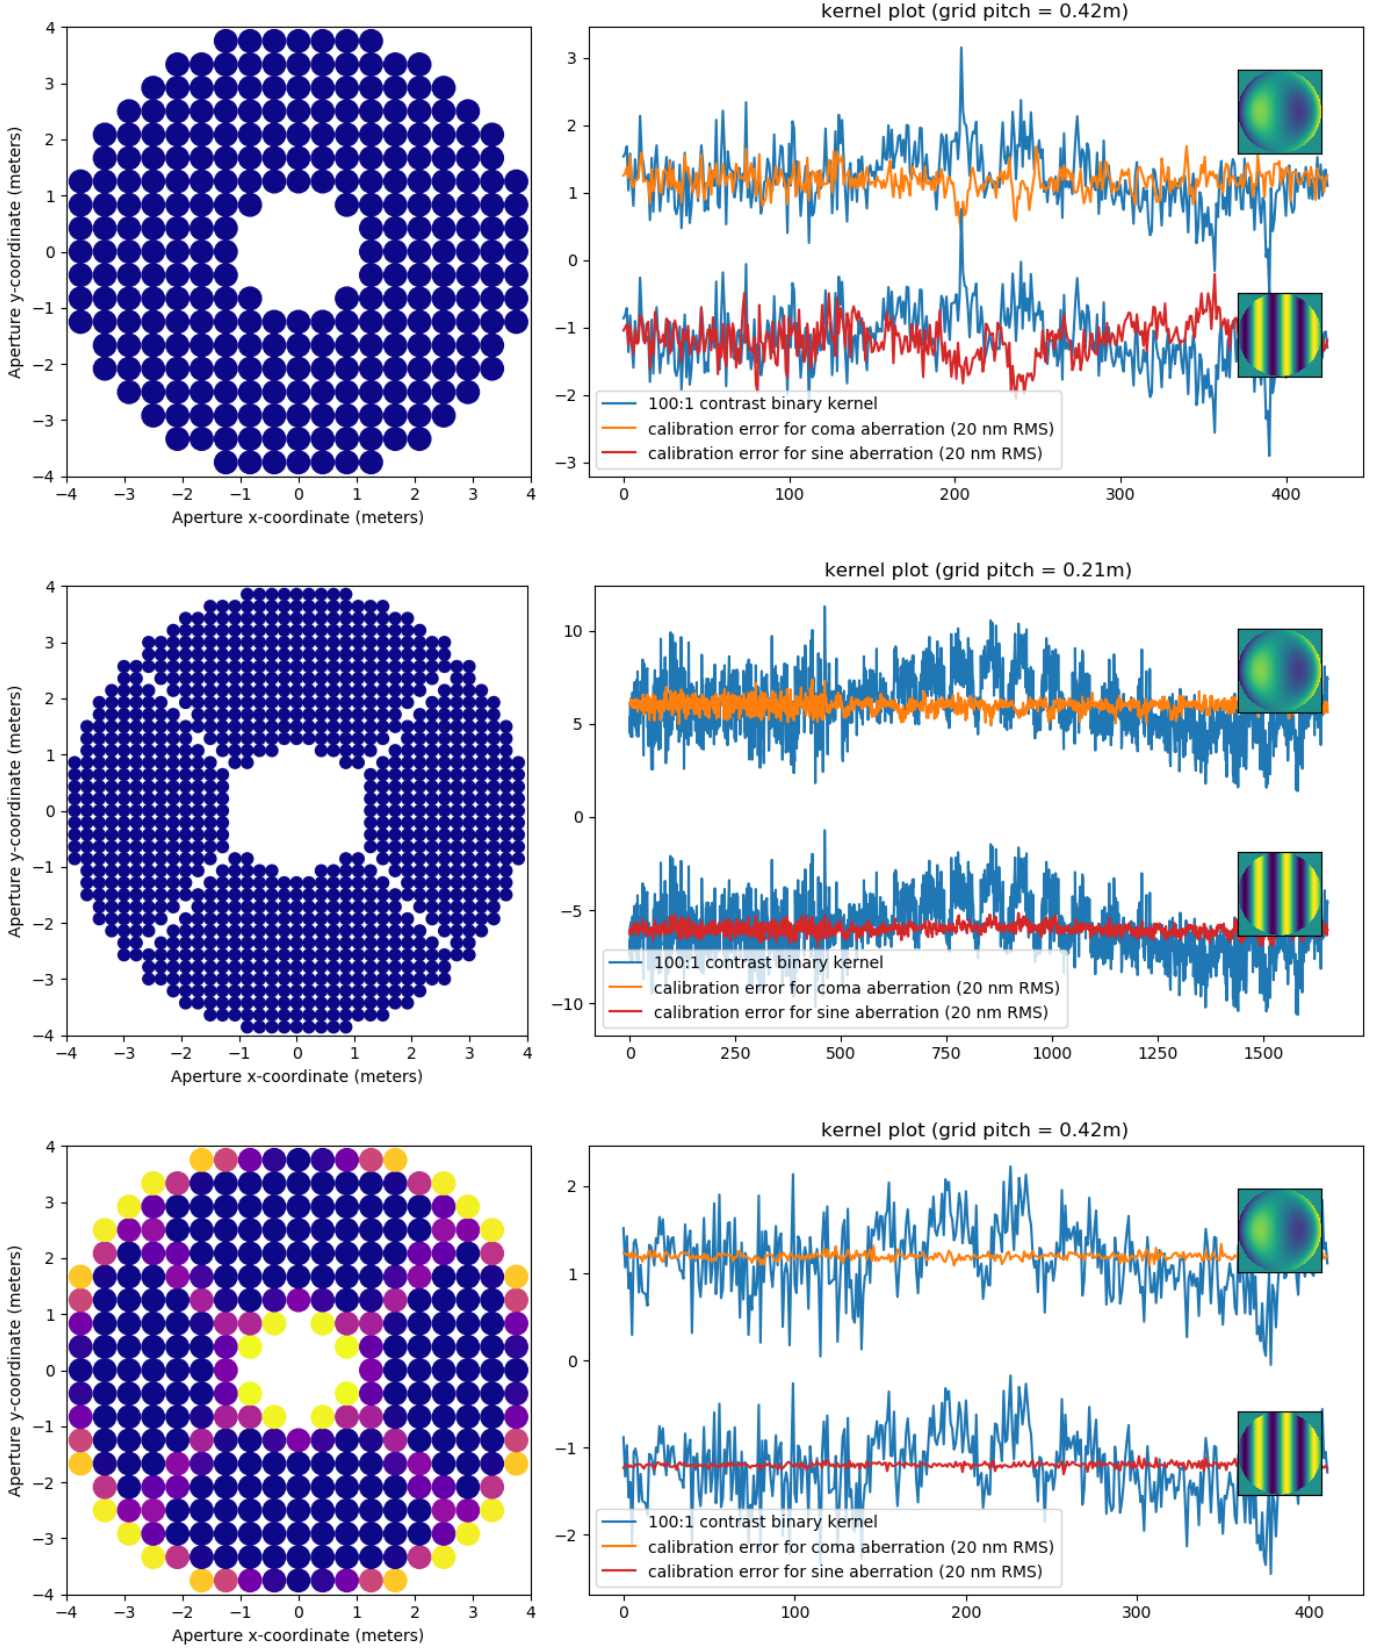 kernel plot (grid pitch = 0.42m)
Aperture y-coordinate (meters)
4
3
2
1
0
−1
−2
−3
−4
−4 −3 −2 −1 0 1 2 3 4
Aperture x-coordinate (meters)
3
2
1
0
−1
−2
−3
100:1 contrast binary kernel
calibration error for coma aberration (20 nm RMS)
calibration error for sine aberration (20 nm RMS)
0 100 200 300 400
kernel plot (grid pitch = 0.21m)
Aperture y-coordinate (meters)
4
3
2
1
0
−1
−2
−3
−4
−4 −3 −2 −1 0 1 2 3 4
Aperture x-coordinate (meters)
10
5
0
−5
−10
100:1 contrast binary kernel
calibration error for coma aberration (20 nm RMS)
calibration error for sine aberration (20 nm RMS)
0 250 500 750 1000 1250 1500
kernel plot (grid pitch = 0.42m)
Aperture y-coordinate (meters)
4
3
2
1
0
−1
−2
−3
−4
−4 −3 −2 −1 0 1 2 3 4
Aperture x-coordinate (meters)
2
1
0
−1
−2
100:1 contrast binary kernel
calibration error for coma aberration (20 nm RMS)
calibration error for sine aberration (20 nm RMS)
0 100 200 300 400